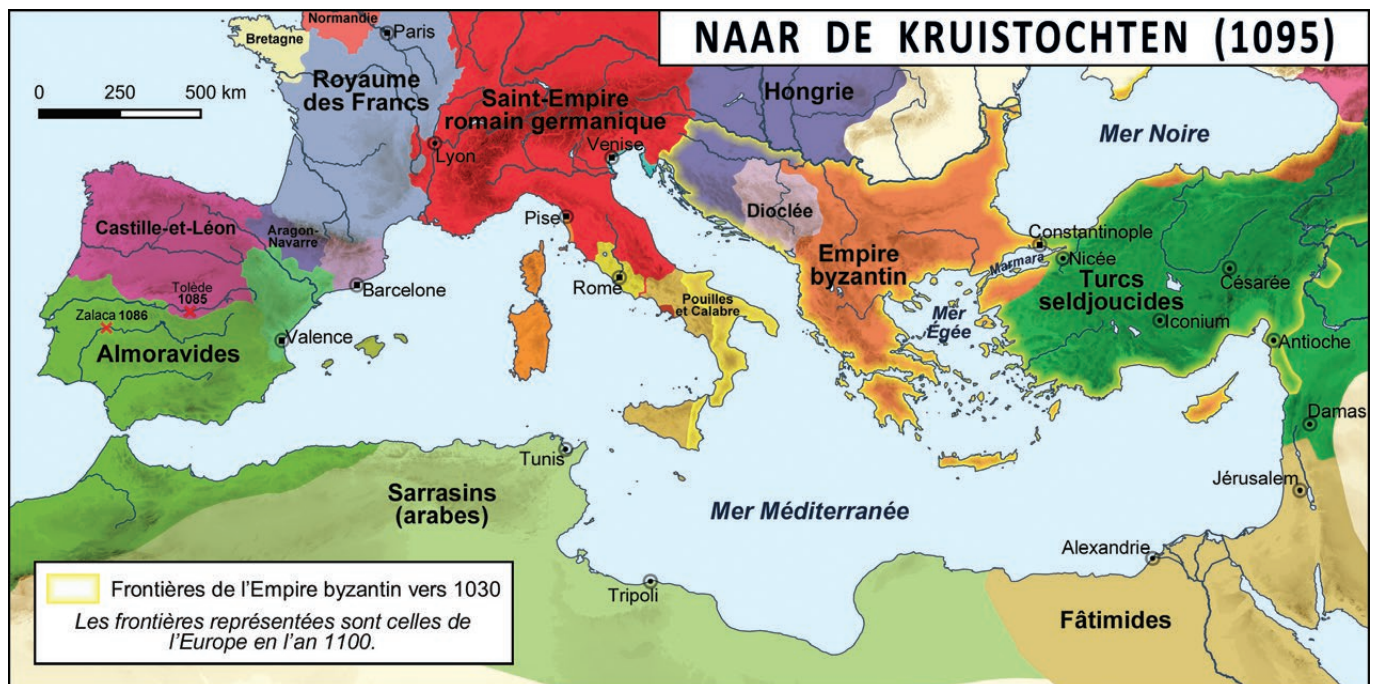 NAAR DE KRUISTOCHTEN (1095)
Normandie
Paris
Bretagne
Royaume
des Francs
Saint-Empire
romain germanique
Hongrie
0 250 500 km
Mer Noire
Lyon
Venise
Castille-et-Léon
Aragon-
Navarre
Pise
Dioclée
Constantinople
Marmara
Nicée
Empire
byzantin
Turcs
seldjoucides
Césarée
Rome
Barcelone
Tolède
1085
Zalaca 1086
Pouilles
et Calabre
Mer
Égée
Iconium
Antioche
Almoravides
Valence
Damas
Tunis
Sarrasins
(arabes)
Mer Méditerranée
Jérusalem
Alexandrie
Tripoli
Fâtimides
Frontières de l'Empire byzantin vers 1030
Les frontières représentées sont celles de
l'Europe en l'an 1100.